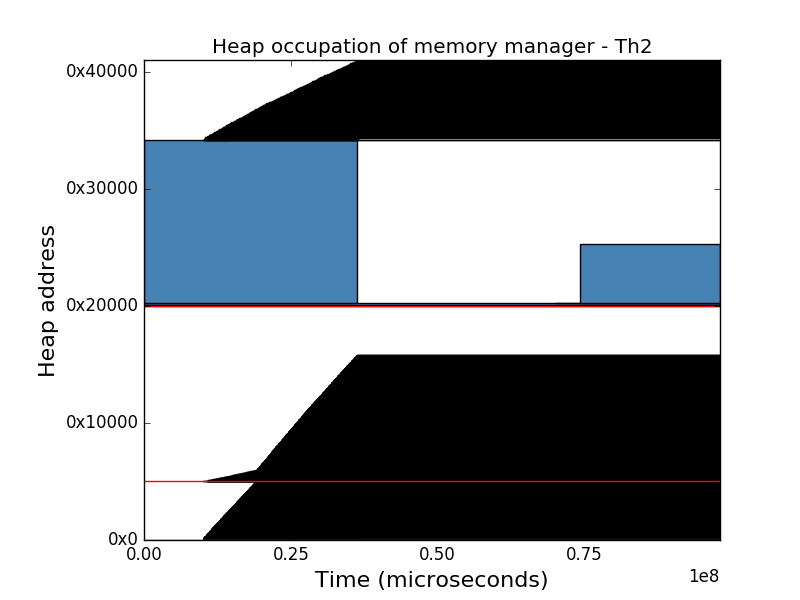 Heap occupation of memory manager - Th2
0x40000
0x30000
0x20000
0x10000
0x0
Heap address
0.00 0.25 0.50 0.75
1e8
Time (microseconds)